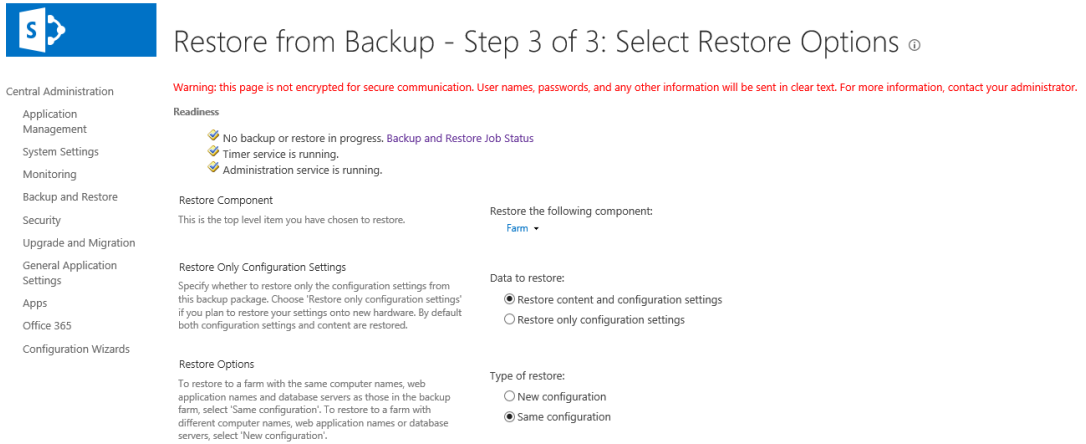 S
Restore from Backup - Step 3 of 3: Select Restore Options
Warning: this page is not encrypted for secure communication. User names, passwords, and any other information will be sent in clear text. For more information, contact your administrator.
Central Administration
Application
Management
System Settings
Monitoring
Backup and Restore
Security
Upgrade and Migration
General Application
Settings
Apps
Office 365
Configuration Wizards
Readiness
No backup or restore in progress. Backup and Restore Job Status
Timer service is running.
Administration service is running.
Restore Component
This is the top level item you have chosen to restore.
Restore the following component:
Farm
Restore Only Configuration Settings
Specify whether to restore only the configuration settings from
this backup package. Choose 'Restore only configuration settings'
if you plan to restore your settings onto new hardware. By default
both configuration settings and content are restored.
Data to restore:
Restore content and configuration settings
Restore only configuration settings
Restore Options
To restore to a farm with the same computer names, web
application names and database servers as those in the backup
farm, select 'Same configuration'. To restore to a farm with
different computer names, web application names or database
servers, select 'New configuration'.
Type of restore:
New configuration
Same configuration